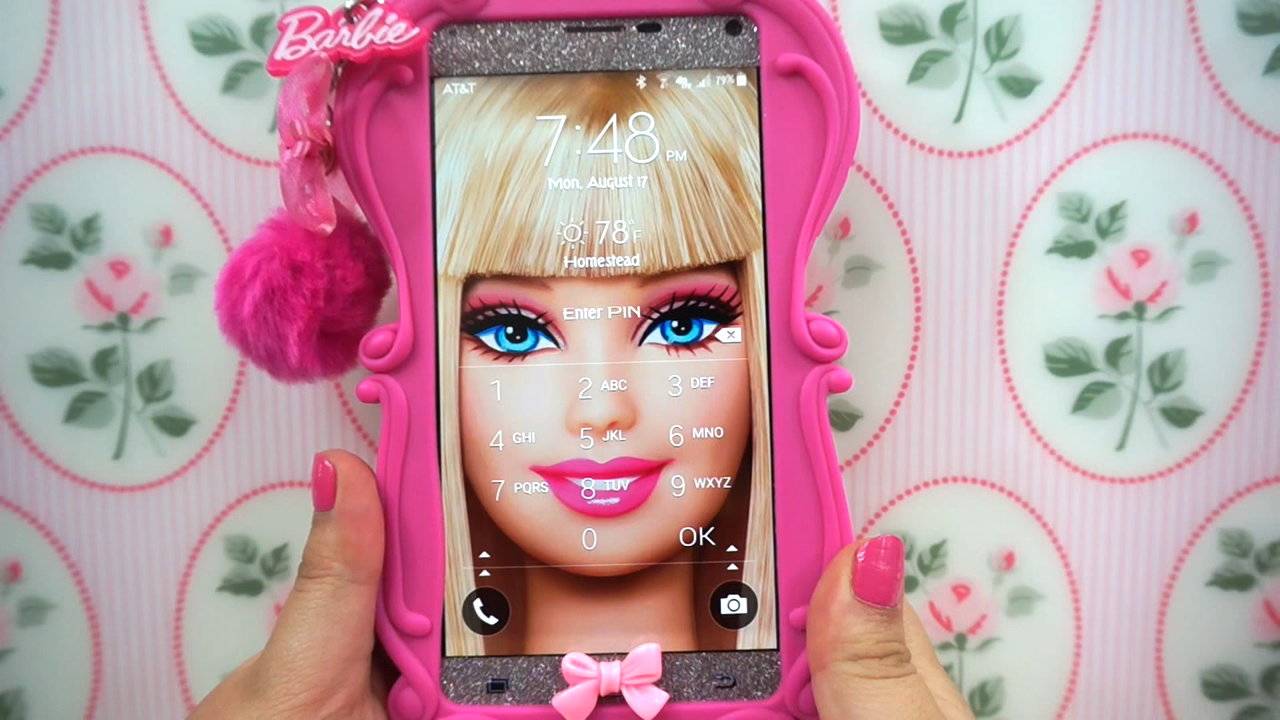 Barbie
AT&T 79%
7:48 PM
Mon, August 17
78°F
Homestead
Enter PIN
1 2 ABC 3 DEF
4 GHI 5 JKL 6 MNO
7 PQRS 8 TUV 9 WXYZ
0 OK